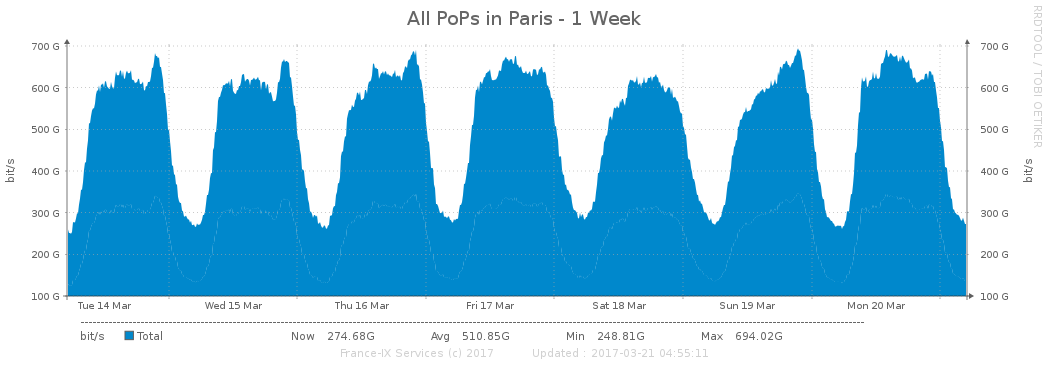 All PoPs in Paris - 1 Week
RRDTOOL / TOBI OETIKER
700 G 700 G
600 G 600 G
500 G 500 G
400 G 400 G
300 G 300 G
200 G 200 G
100 G 100 G
bit/s bit/s
Tue 14 Mar Wed 15 Mar Thu 16 Mar Fri 17 Mar Sat 18 Mar Sun 19 Mar Mon 20 Mar
bit/s Total Now 274.68G Avg 510.85G Min 248.81G Max 694.02G
France-IX Services (c) 2017 Updated : 2017-03-21 04:55:11